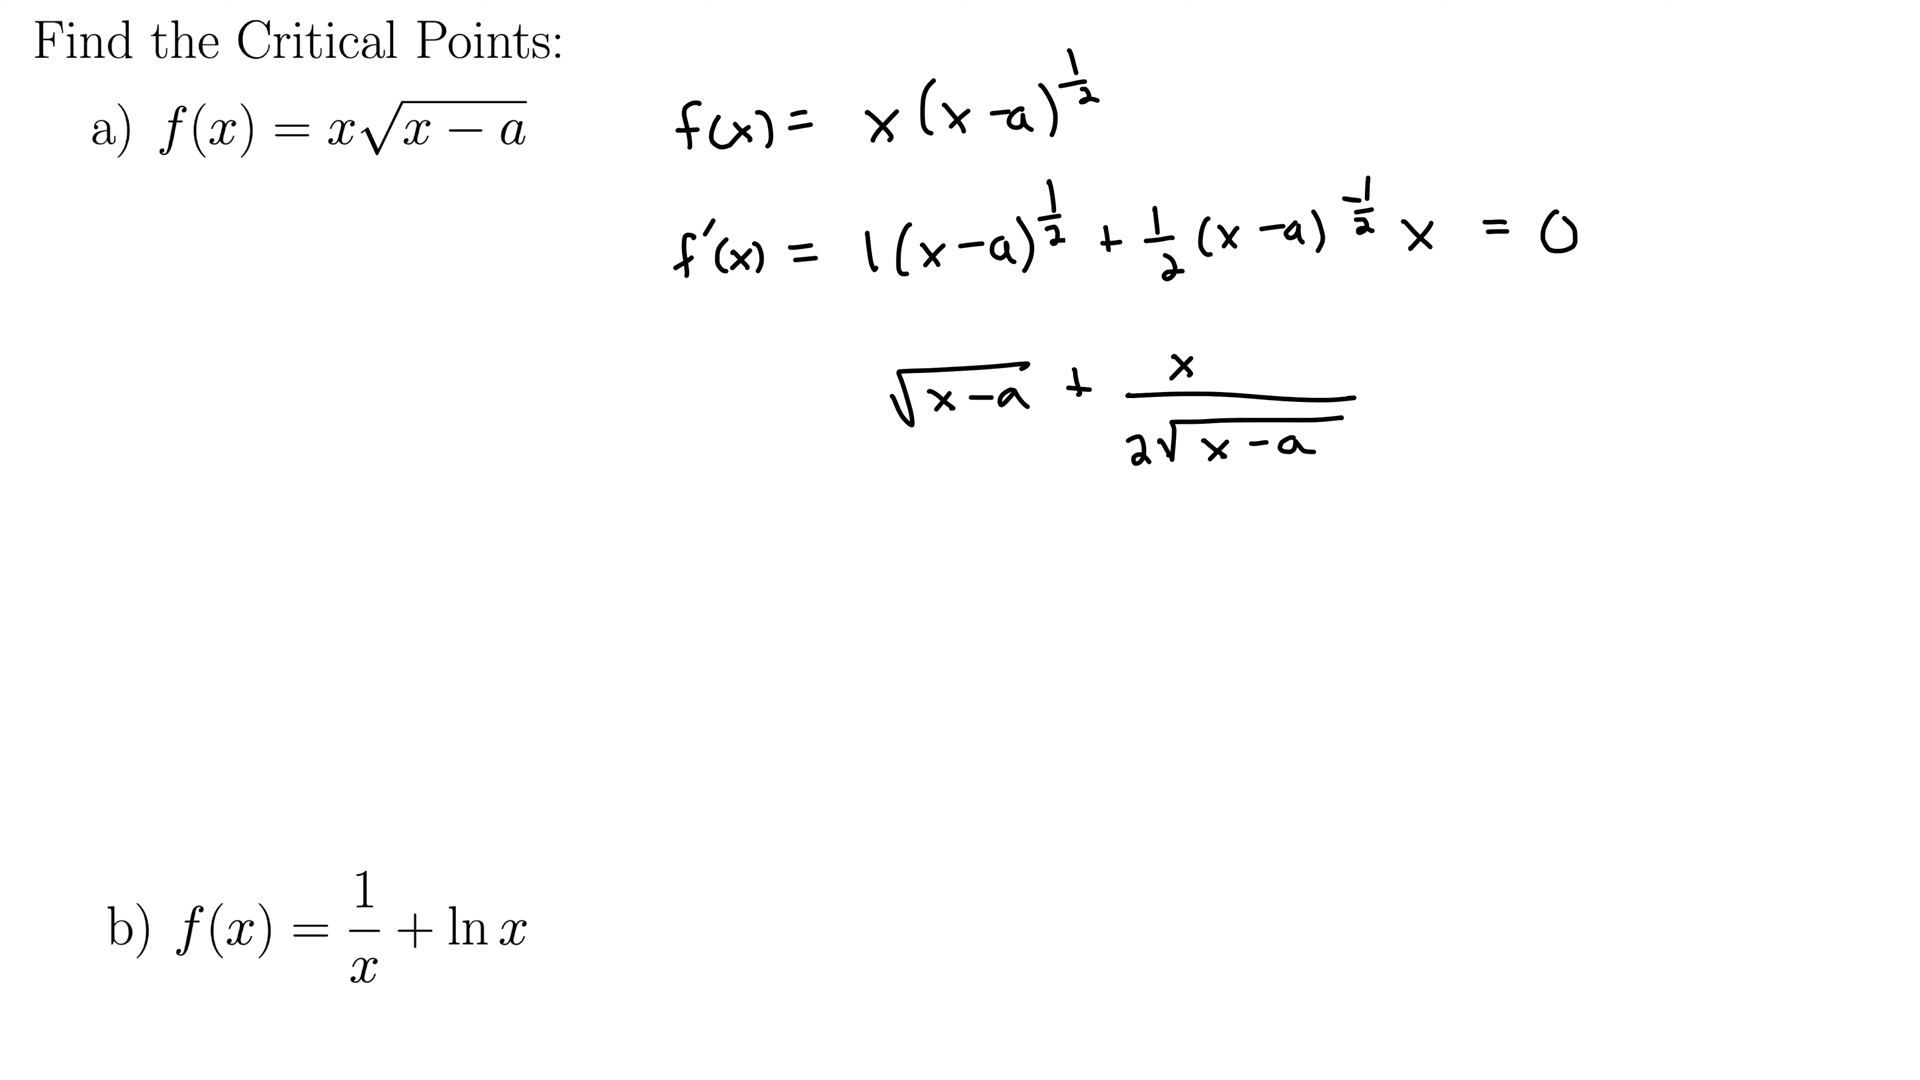 Find the Critical Points:
a) f(x) = x√(x − a)
f(x) = x(x-a)^(1/2)
f'(x) = 1(x-a)^(1/2) + 1/2 (x-a)^(-1/2) x = 0
√(x-a) + x/(2√(x-a))
b) f(x) = 1/x + ln x